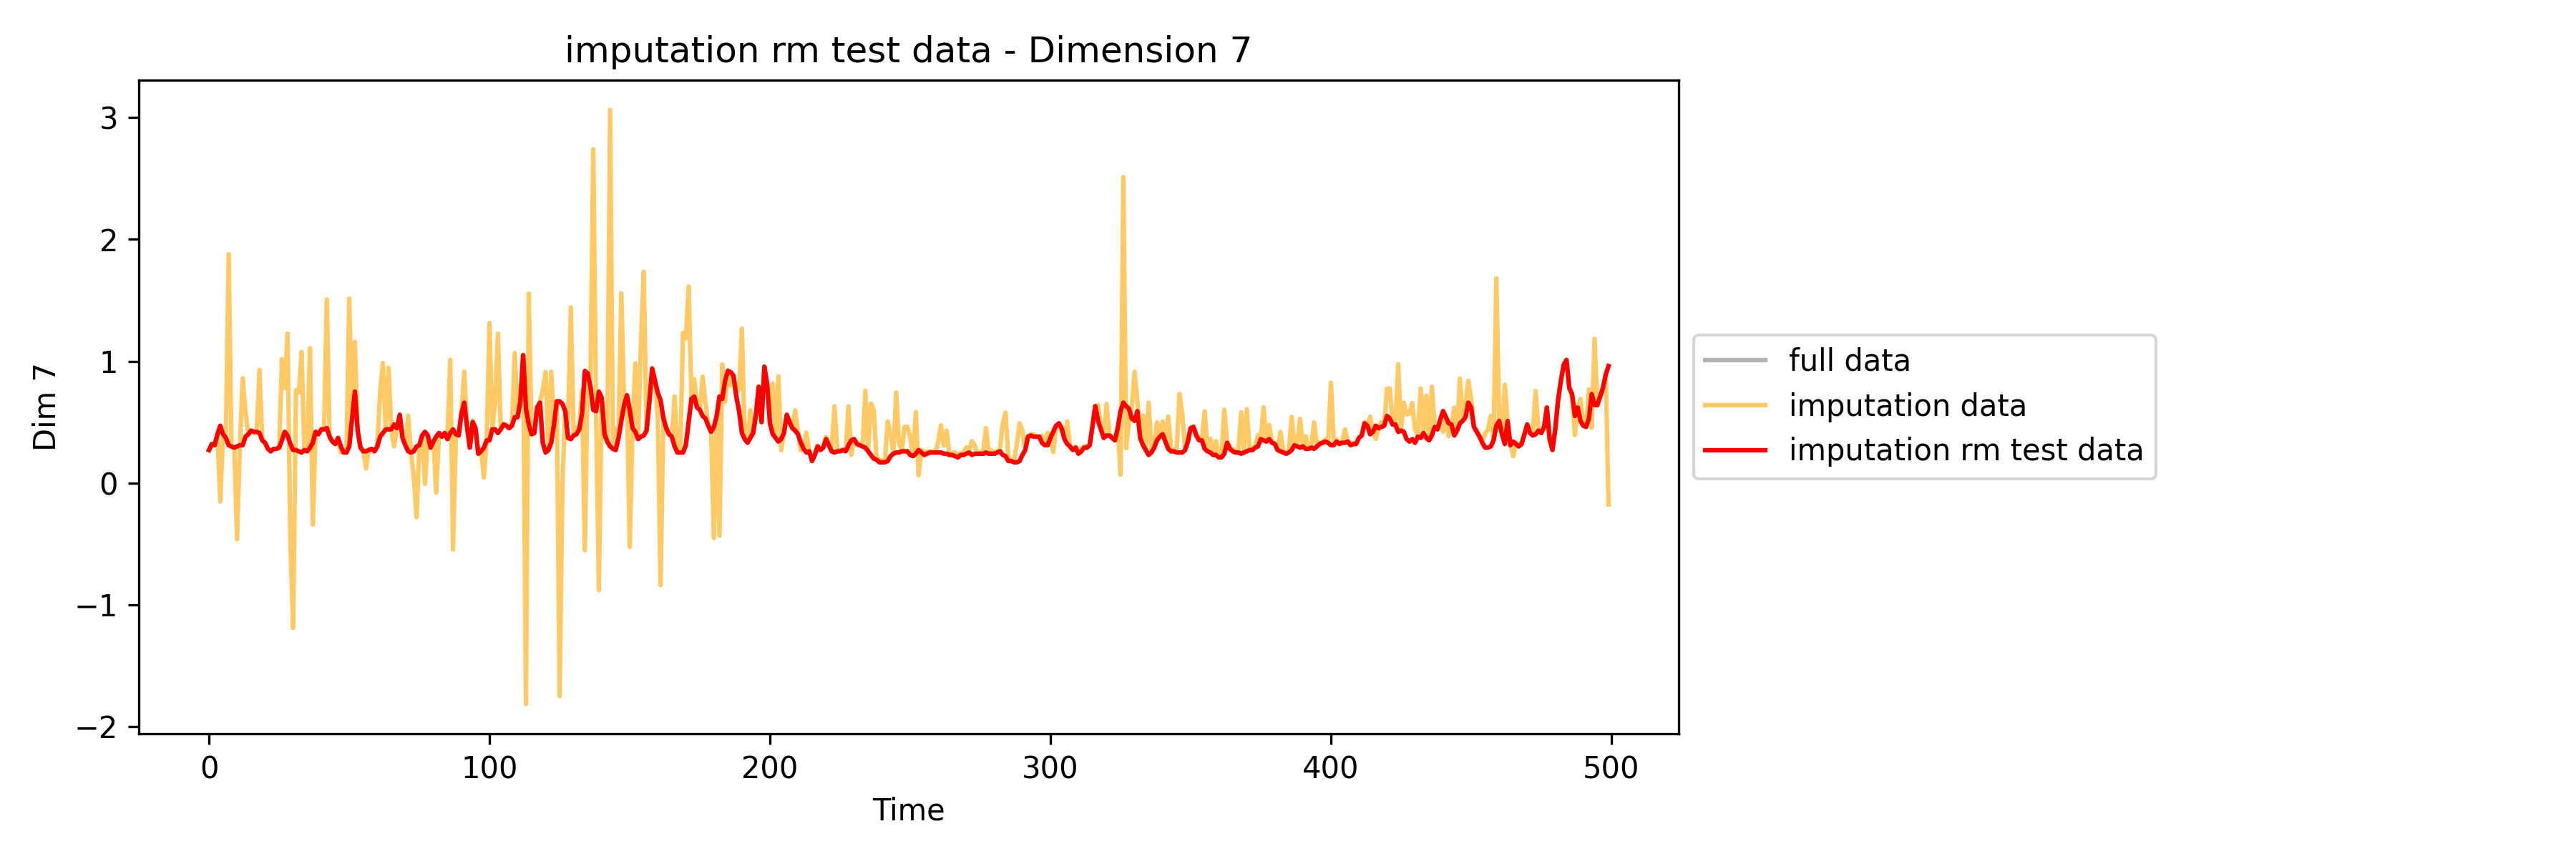 imputation rm test data - Dimension 7
Dim 7
3
2
1
0
−1
−2
0 100 200 300 400 500
Time
full data
imputation data
imputation rm test data